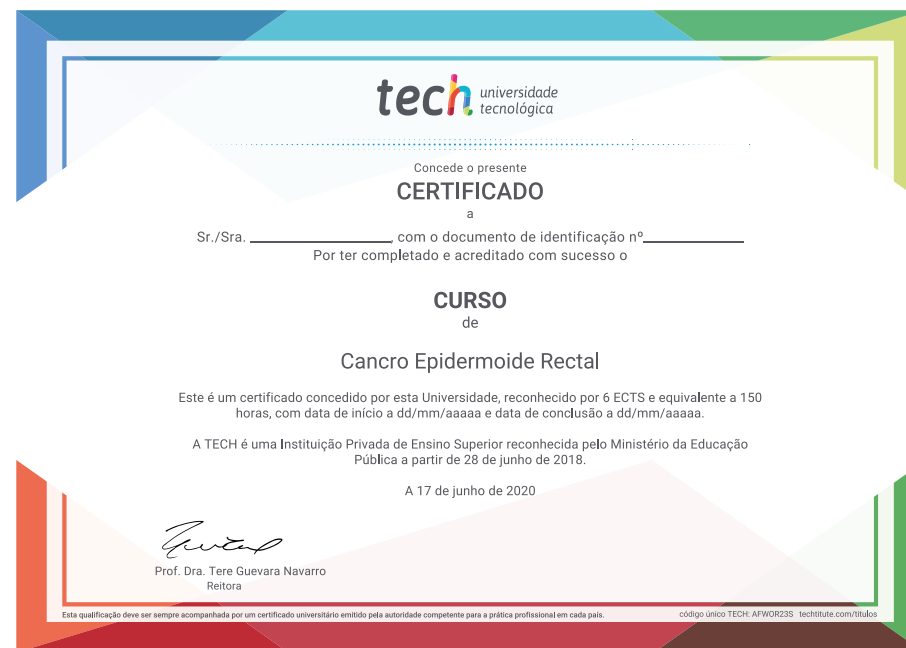 tech universidade
tecnológica
Concede o presente
CERTIFICADO
a
Sr./Sra. ____________________, com o documento de identificação nº______________
Por ter completado e acreditado com sucesso o
CURSO
de
Cancro Epidermoide Rectal
Este é um certificado concedido por esta Universidade, reconhecido por 6 ECTS e equivalente a 150
horas, com data de início a dd/mm/aaaaa e data de conclusão a dd/mm/aaaaa.
A TECH é uma Instituição Privada de Ensino Superior reconhecida pelo Ministério da Educação
Pública a partir de 28 de junho de 2018.
A 17 de junho de 2020
Prof. Dra. Tere Guevara Navarro
Reitora
Esta qualificação deve ser sempre acompanhada por um certificado universitário emitido pela autoridade competente para a prática profissional em cada país.
código único TECH: AFWOR23S techtitute.com/titulos